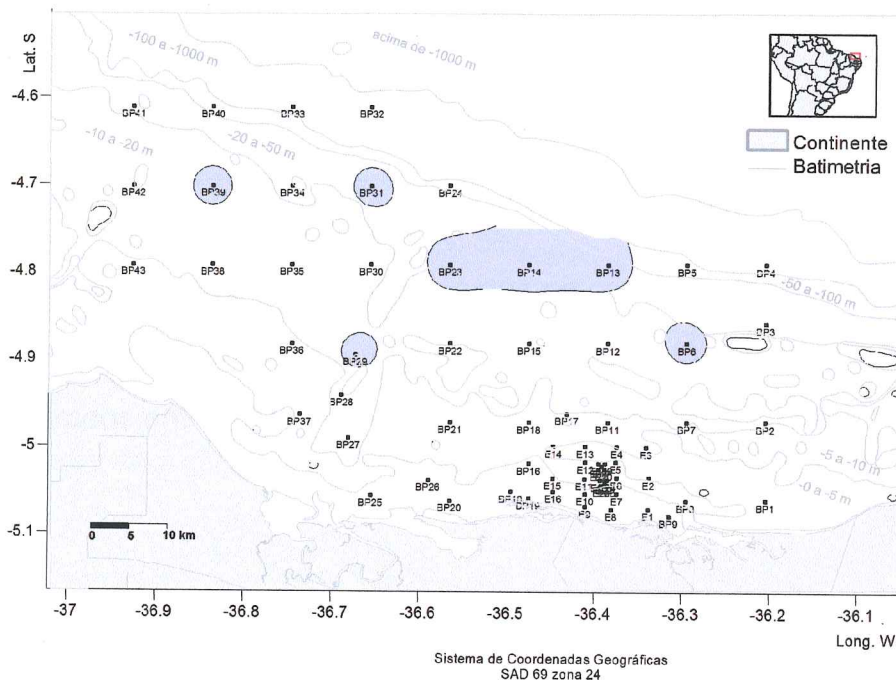 Lat. S
-100 a -1000 m
acima de -1000 m
Continente
Batimetria
-4.6
BP41 BP40 BP33 BP32
-10 a -20 m
-20 a -50 m
-4.7
BP42 BP39 BP34 BP31 BP24
-4.8
BP43 BP38 BP35 BP30 BP23 BP14 BP13 BP5 BP4
-50 a -100 m
BP3
-4.9
BP36 BP29 BP22 BP15 BP12 BP6
BP28
BP37 BP17
BP27 BP21 BP18 BP11 BP7 BP2
-5
E14 E13 E4 E3
-5 a -10 m
BP16 E12 E5
BP26 E15 E11 E2
-0 a -5 m
BP25 BP20 BP19 E16 E10 E7 BP1
E9 E8 E1 BP9
-5.1
0 5 10 km
-37 -36.9 -36.8 -36.7 -36.6 -36.5 -36.4 -36.3 -36.2 -36.1
Long. W
Sistema de Coordenadas Geográficas
SAD 69 zona 24